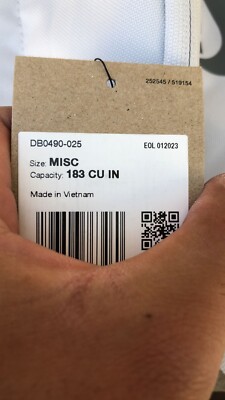 252545 / 519154
DB0490-025 EOL 012023
Size: MISC
Capacity: 183 CU IN
Made in Vietnam